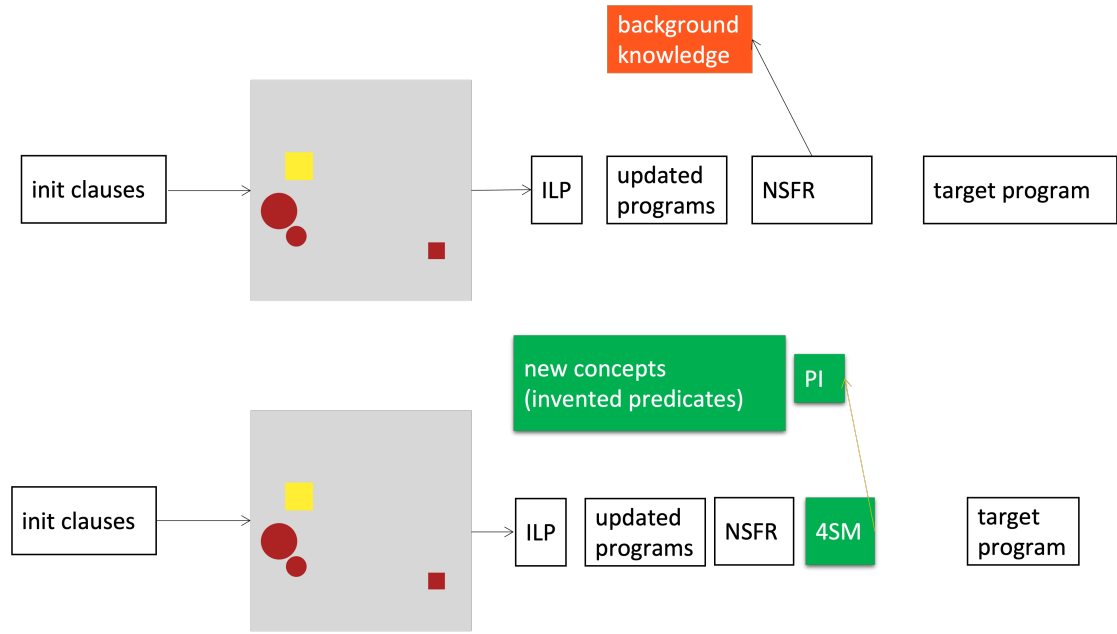 background
knowledge
init clauses
ILP
updated
programs
NSFR
target program
new concepts
(invented predicates)
PI
init clauses
ILP
updated
programs
NSFR
4SM
target
program